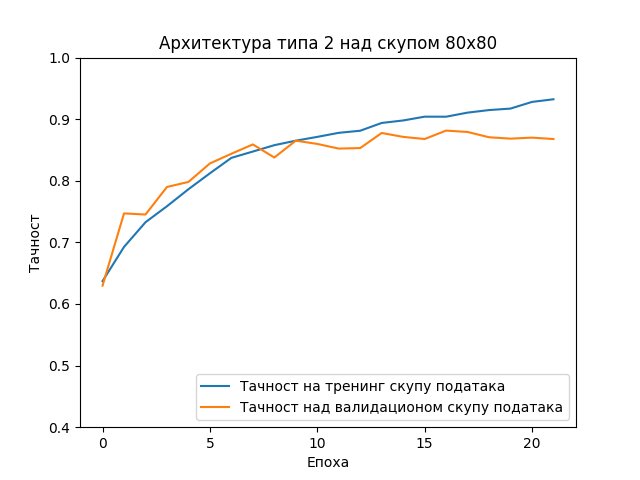 Архитектура типа 2 над скупом 80x80
1.0
0.9
0.8
0.7
0.6
0.5
0.4
Тачност
Тачност на тренинг скупу података
Тачност над валидационом скупу података
0 5 10 15 20
Епоха